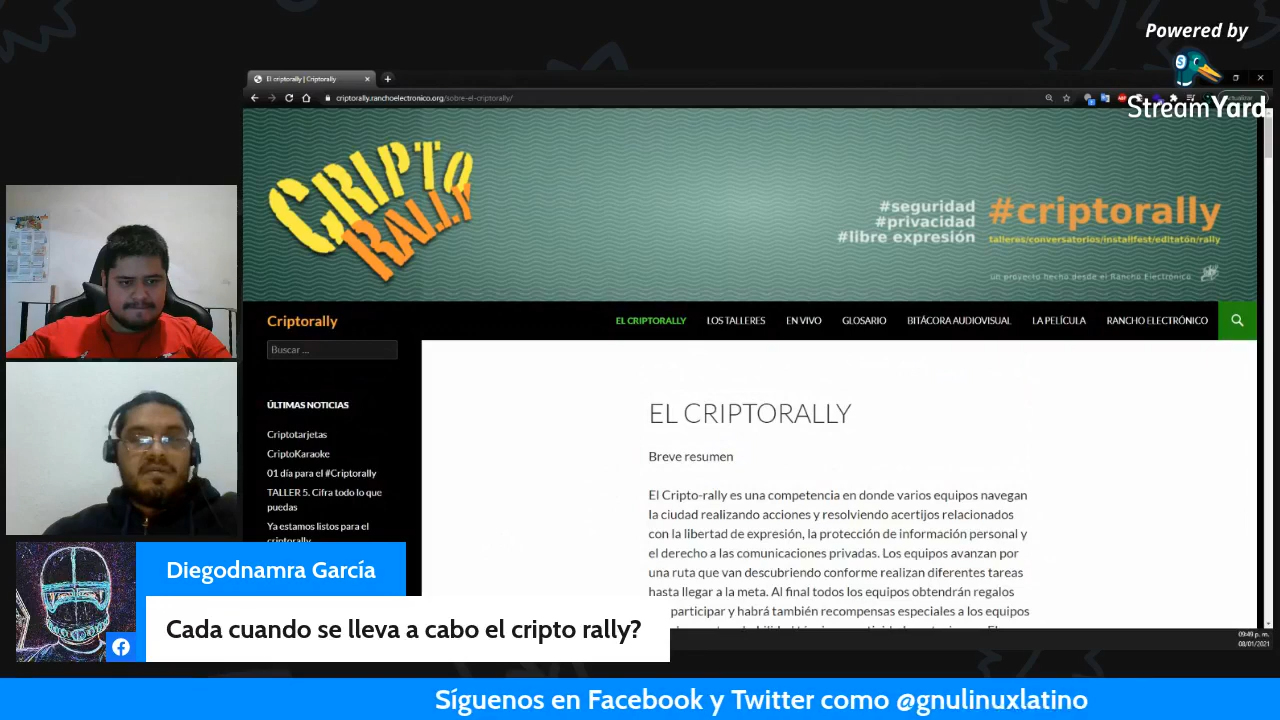 Powered by
StreamYard
El criptorally | Criptorally
criptorally.ranchoelectronico.org/sobre-el-criptorally/
CRIPTO
RALLY
#seguridad
#privacidad
#libre expresión
#criptorally
talleres/conversatorios/installfest/editatón/rally
un proyecto hecho desde el Rancho Electrónico
Criptorally
EL CRIPTORALLY
LOS TALLERES
EN VIVO
GLOSARIO
BITÁCORA AUDIOVISUAL
LA PELÍCULA
RANCHO ELECTRÓNICO
Buscar ...
ÚLTIMAS NOTICIAS
Criptotarjetas
CriptoKaraoke
01 día para el #Criptorally
TALLER 5. Cifra todo lo que
puedas
Ya estamos listos para el
criptorally
EL CRIPTORALLY
Breve resumen
El Cripto-rally es una competencia en donde varios equipos navegan
la ciudad realizando acciones y resolviendo acertijos relacionados
con la libertad de expresión, la protección de información personal y
el derecho a las comunicaciones privadas. Los equipos avanzan por
una ruta que van descubriendo conforme realizan diferentes tareas
hasta llegar a la meta. Al final todos los equipos obtendrán regalos
participar y habrá también recompensas especiales a los equipos
Diegodnamra García
Cada cuando se lleva a cabo el cripto rally?
09:49 p. m.
08/01/2021
Síguenos en Facebook y Twitter como @gnulinuxlatino